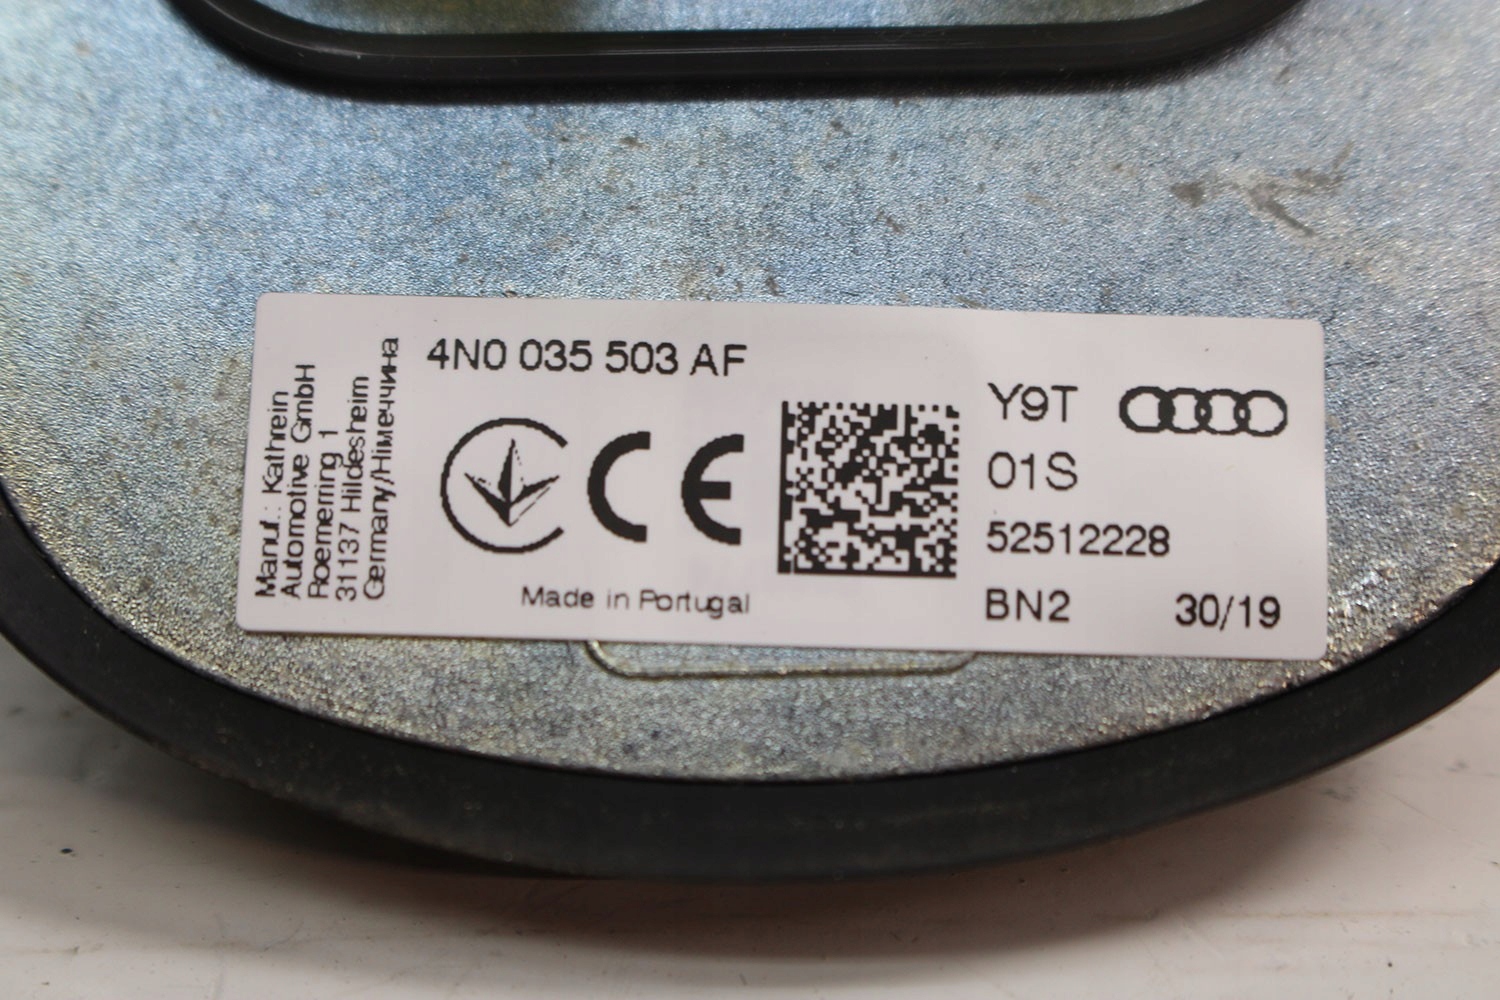 Manuf.: Kathrein
Automotive GmbH
Roemerring 1
31137 Hildesheim
Germany/Німеччина
4N0 035 503 AF
CE
Made in Portugal
Y9T
01S
52512228
BN2 30/19